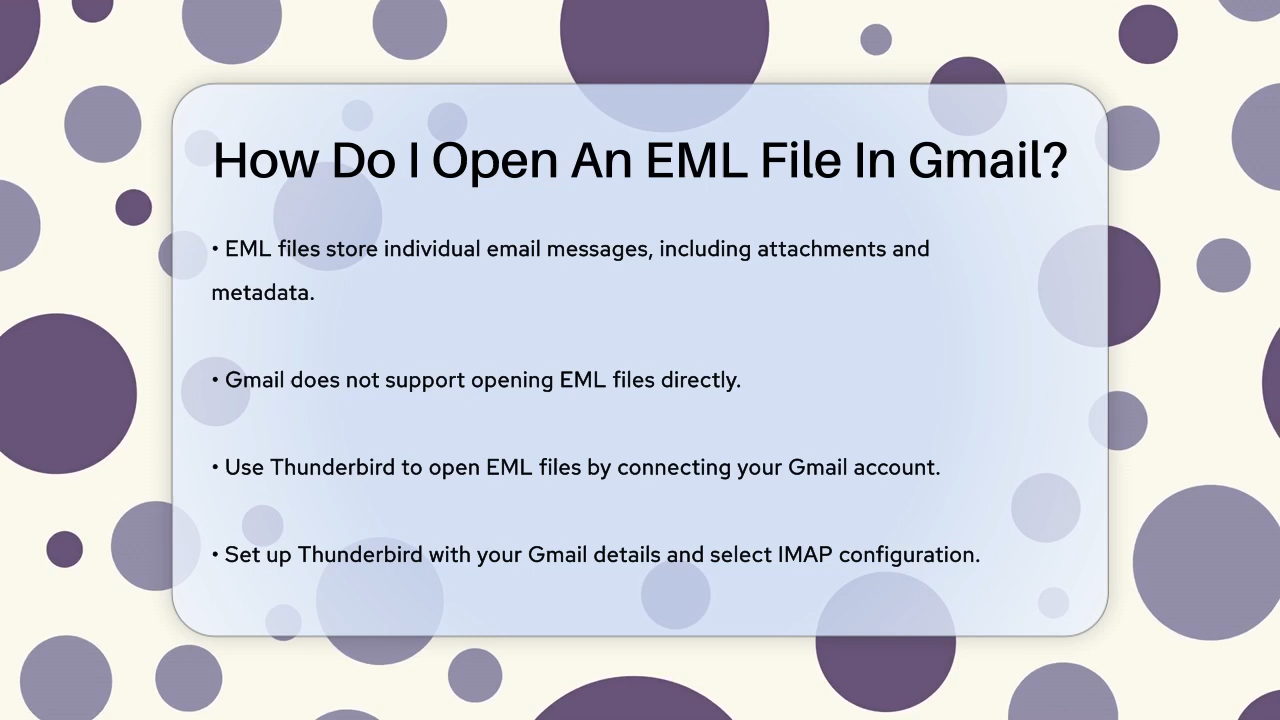 How Do I Open An EML File In Gmail?
• EML files store individual email messages, including attachments and
metadata.
• Gmail does not support opening EML files directly.
• Use Thunderbird to open EML files by connecting your Gmail account.
• Set up Thunderbird with your Gmail details and select IMAP configuration.